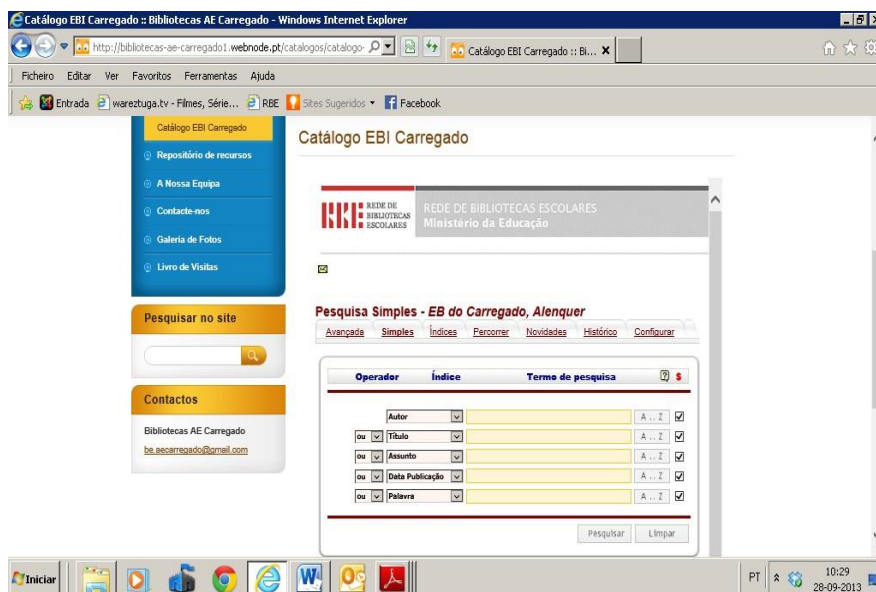 Catálogo EBI Carregado :: Bibliotecas AE Carregado - Windows Internet Explorer
http://bibliotecas-ae-carregado1.webnode.pt/catalogos/catalogo-
Catálogo EBI Carregado :: Bi...
Ficheiro Editar Ver Favoritos Ferramentas Ajuda
Entrada wareztuga.tv - Filmes, Série... RBE Sites Sugeridos Facebook
Catálogo EBI Carregado
Repositório de recursos
A Nossa Equipa
Contacte-nos
Galeria de Fotos
Livro de Visitas
Pesquisar no site
Contactos
Bibliotecas AE Carregado
be.aecarregado@gmail.com
Catálogo EBI Carregado
REDE DE
BIBLIOTECAS
ESCOLARES
REDE DE BIBLIOTECAS ESCOLARES
Ministério da Educação
Pesquisa Simples - EB do Carregado, Alenquer
Avançada Simples Índices Percorrer Novidades Histórico Configurar
Operador Índice Termo de pesquisa ? $
Autor A .. Z
ou Título A .. Z
ou Assunto A .. Z
ou Data Publicação A .. Z
ou Palavra A .. Z
Pesquisar Limpar
Iniciar
PT 10:29
28-09-2013